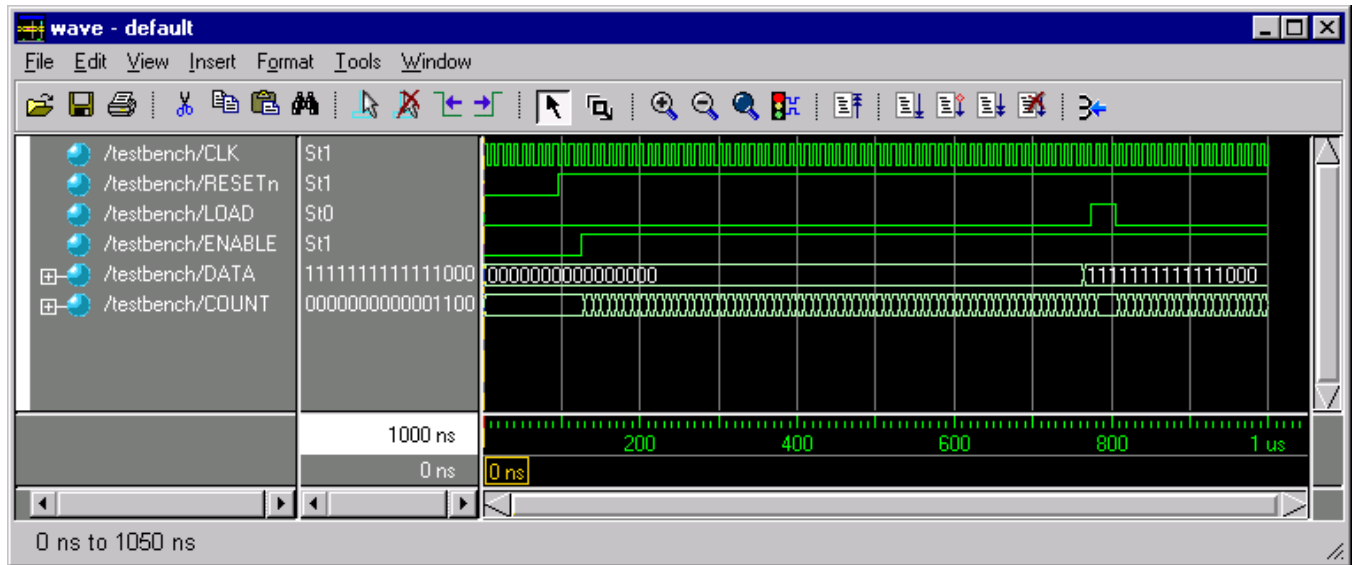 wave - default
File Edit View Insert Format Tools Window
/testbench/CLK St1
/testbench/RESETn St1
/testbench/LOAD St0
/testbench/ENABLE St1
/testbench/DATA 1111111111111000 0000000000000000 1111111111111000
/testbench/COUNT 0000000000001100
1000 ns 200 400 600 800 1 us
0 ns 0 ns
0 ns to 1050 ns